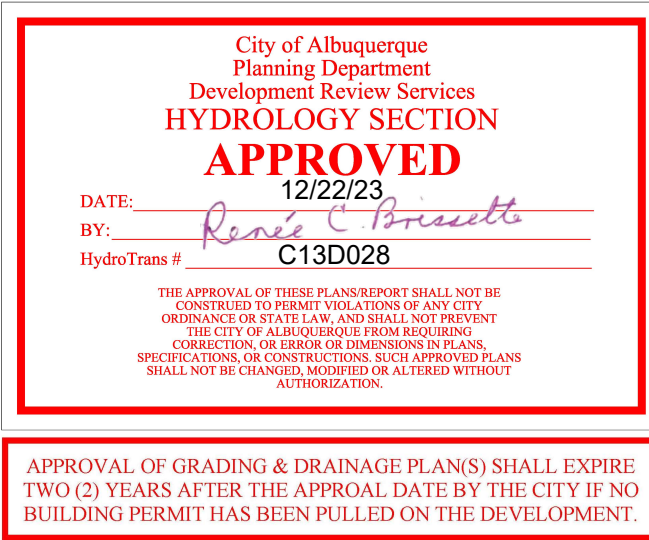 City of Albuquerque
Planning Department
Development Review Services
HYDROLOGY SECTION
APPROVED
DATE: 12/22/23
BY: Renée C. Brissette
HydroTrans # C13D028
THE APPROVAL OF THESE PLANS/REPORT SHALL NOT BE
CONSTRUED TO PERMIT VIOLATIONS OF ANY CITY
ORDINANCE OR STATE LAW, AND SHALL NOT PREVENT
THE CITY OF ALBUQUERQUE FROM REQUIRING
CORRECTION, OR ERROR OR DIMENSIONS IN PLANS,
SPECIFICATIONS, OR CONSTRUCTIONS. SUCH APPROVED PLANS
SHALL NOT BE CHANGED, MODIFIED OR ALTERED WITHOUT
AUTHORIZATION.
APPROVAL OF GRADING & DRAINAGE PLAN(S) SHALL EXPIRE
TWO (2) YEARS AFTER THE APPROAL DATE BY THE CITY IF NO
BUILDING PERMIT HAS BEEN PULLED ON THE DEVELOPMENT.